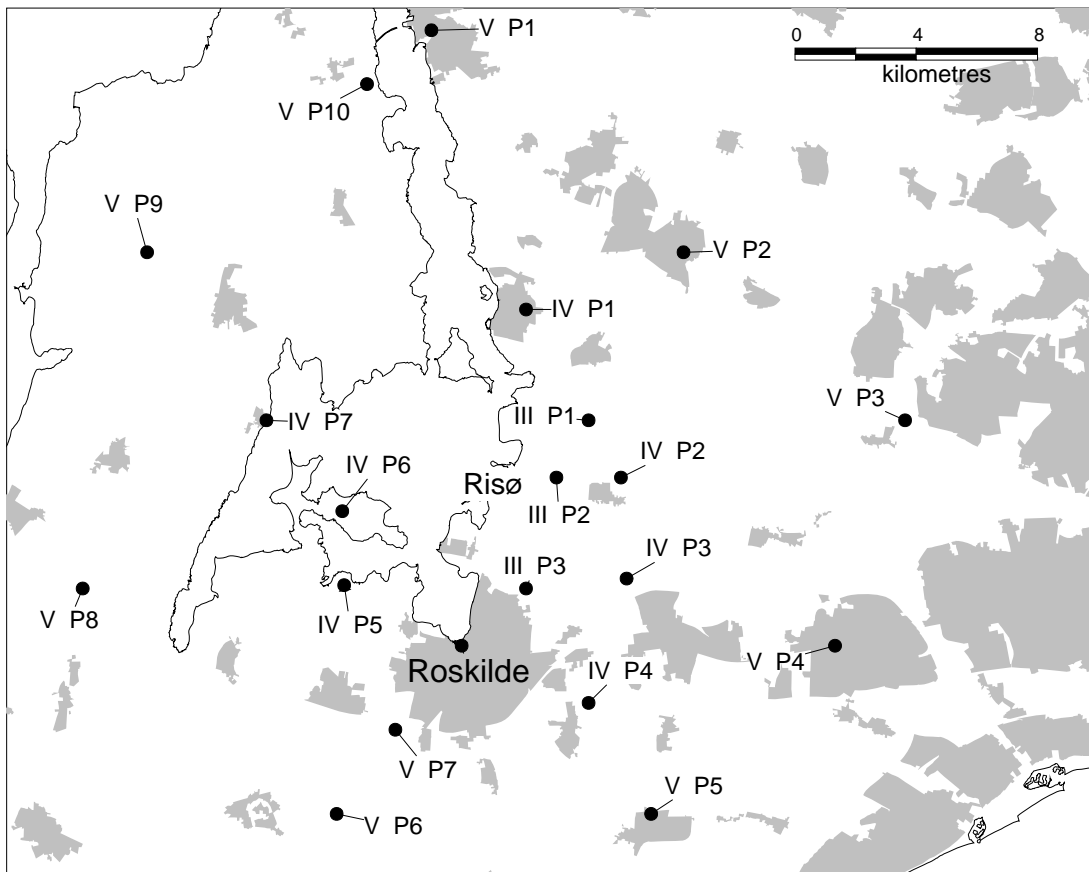 V P1
0 4 8
kilometres
V P10
V P9
V P2
IV P1
V P3
III P1
IV P7
IV P6
IV P2
Risø
III P2
IV P3
III P3
V P8
IV P5
V P4
Roskilde
IV P4
V P7
V P5
V P6